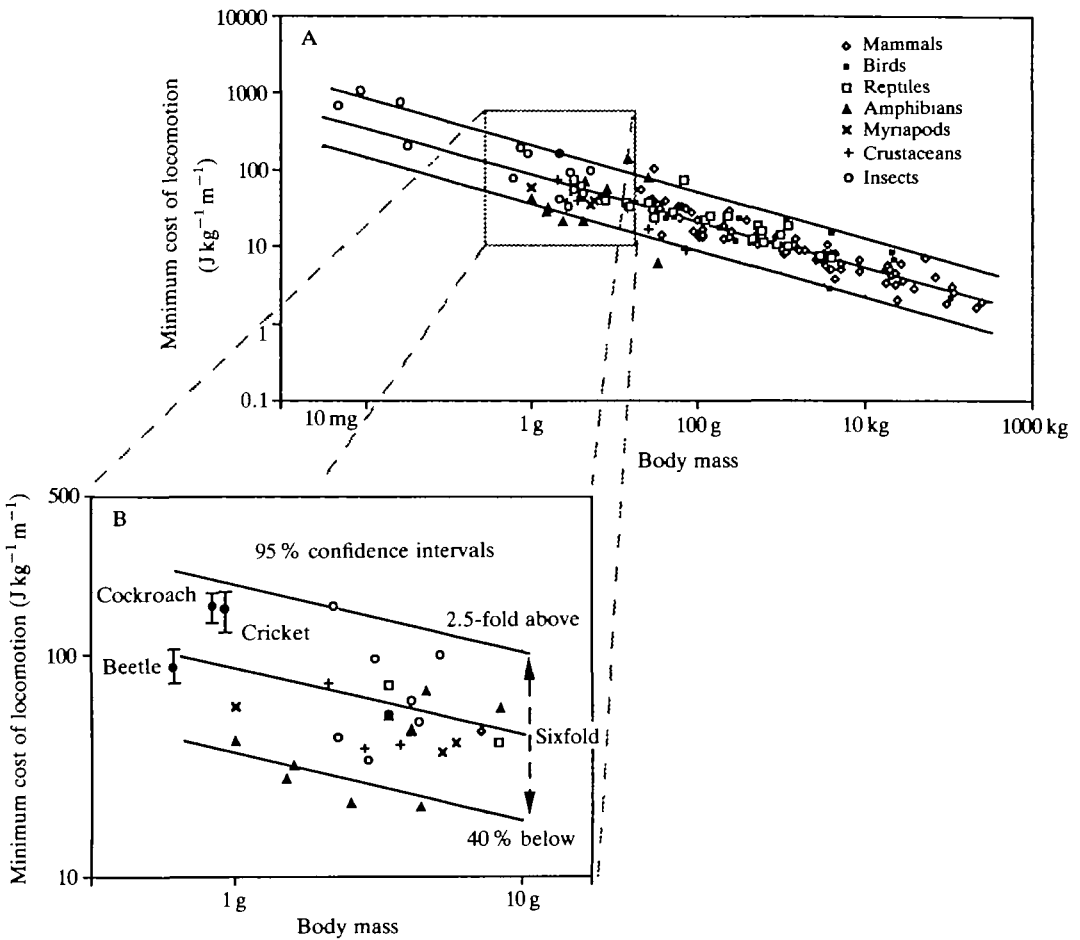 10000
1000
100
10
1
0.1
Minimum cost of locomotion
(J kg⁻¹ m⁻¹)
A
Mammals
Birds
Reptiles
Amphibians
Myriapods
Crustaceans
Insects
10 mg
1 g
100 g
10 kg
1000 kg
Body mass
500
100
10
Minimum cost of locomotion (J kg⁻¹ m⁻¹)
B
95 % confidence intervals
Cockroach
Cricket
Beetle
2.5-fold above
Sixfold
40 % below
1 g
10 g
Body mass